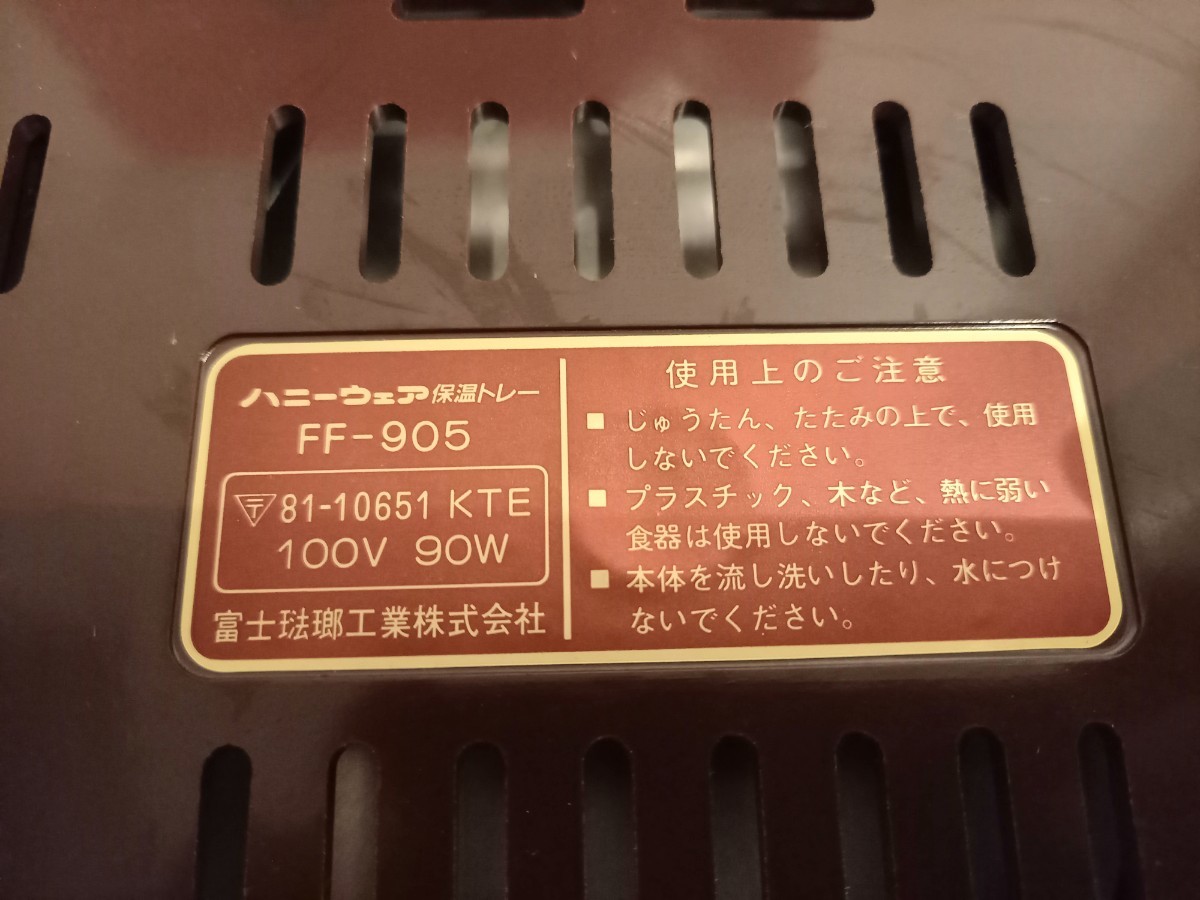 ハニーウェア保温トレー
FF-905
〒81-10651 KTE
100V 90W
富士琺瑯工業株式会社
使用上のご注意
■ じゅうたん、たたみの上で、使用
しないでください。
■ プラスチック、木など、熱に弱い
食器は使用しないでください。
■ 本体を流し洗いしたり、水につけ
ないでください。